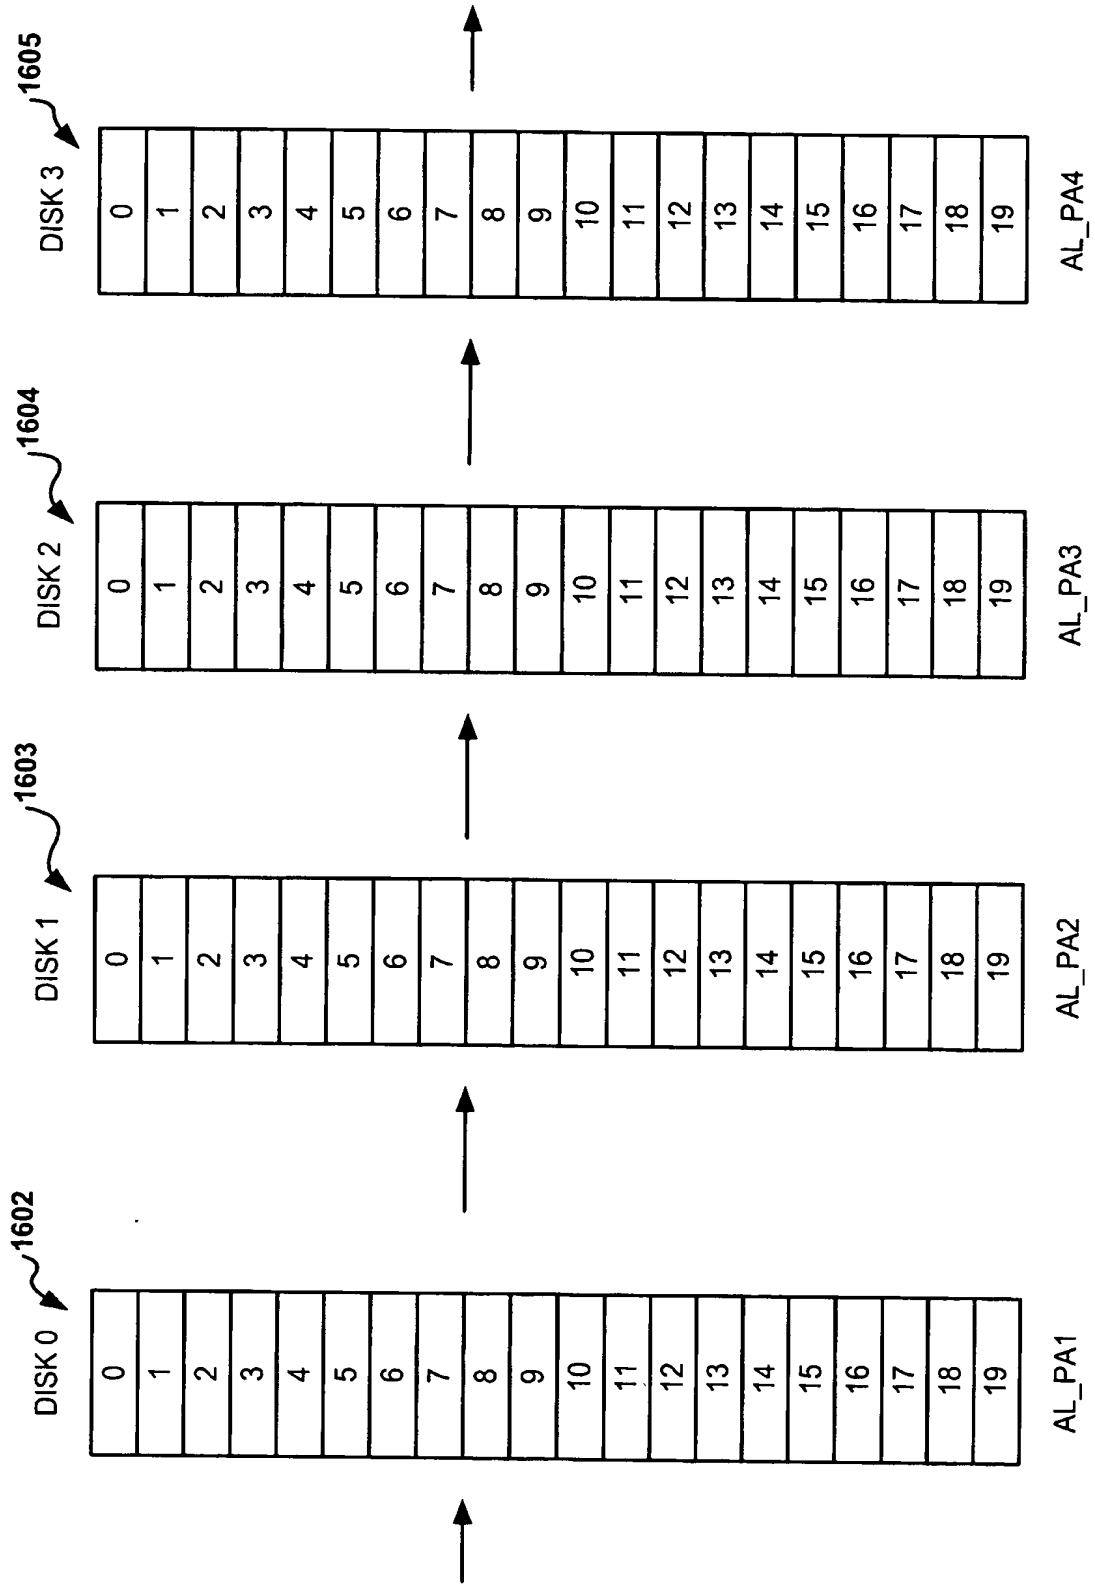 1602
1603
1604
1605
DISK 0
DISK 1
DISK 2
DISK 3
0 0 0 0
1 1 1 1
2 2 2 2
3 3 3 3
4 4 4 4
5 5 5 5
6 6 6 6
7 7 7 7
8 8 8 8
9 9 9 9
10 10 10 10
11 11 11 11
12 12 12 12
13 13 13 13
14 14 14 14
15 15 15 15
16 16 16 16
17 17 17 17
18 18 18 18
19 19 19 19
AL_PA1
AL_PA2
AL_PA3
AL_PA4